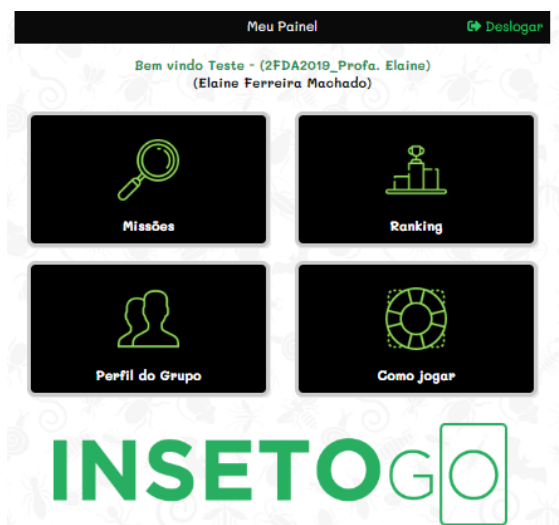 Meu Painel
Deslogar
Bem vindo Teste - (2FDA2019_Profa. Elaine)
(Elaine Ferreira Machado)
Missões
Ranking
Perfil do Grupo
Como jogar
INSETOGO